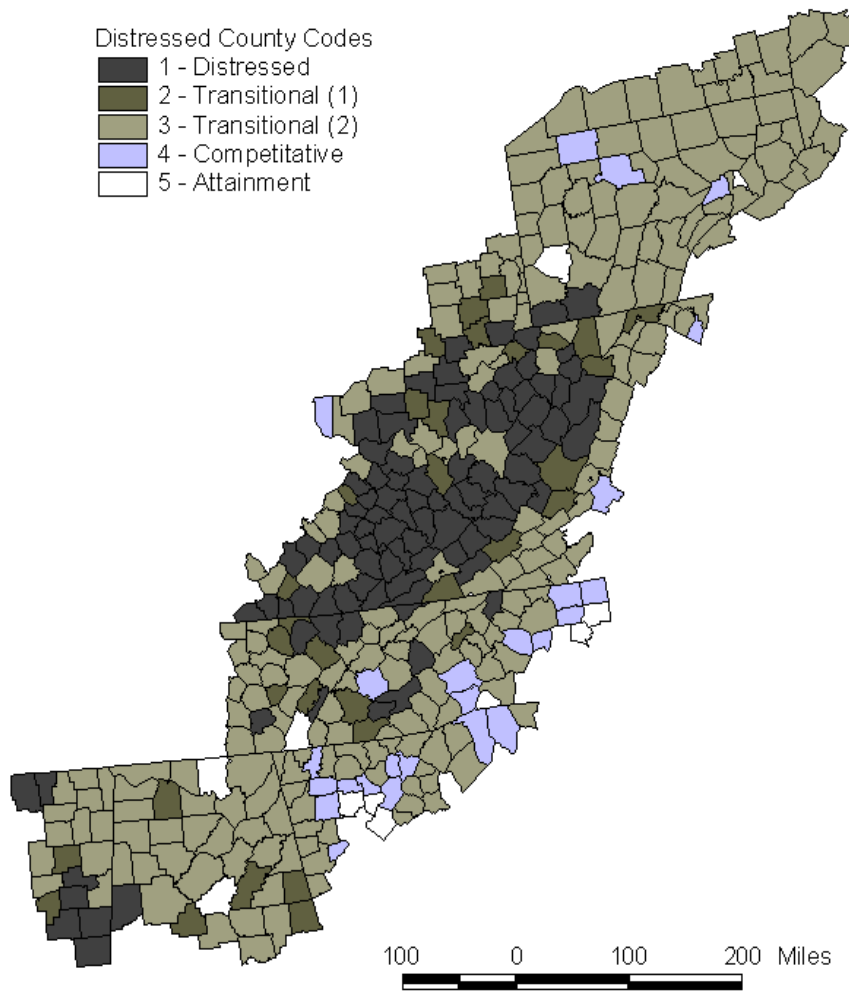 Distressed County Codes
1 - Distressed
2 - Transitional (1)
3 - Transitional (2)
4 - Competitative
5 - Attainment
100 0 100 200 Miles